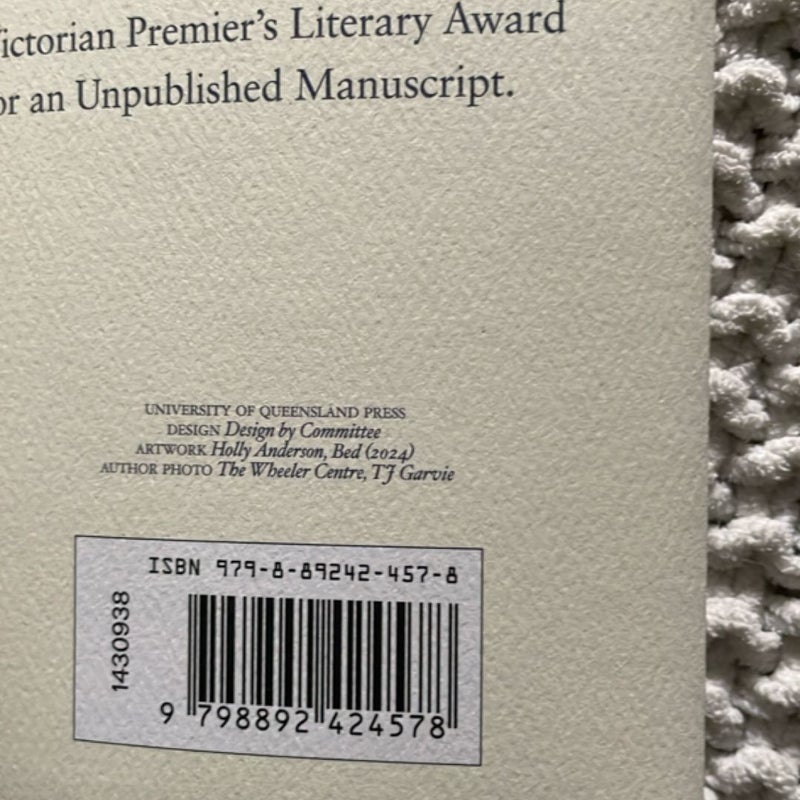 ictorian Premier's Literary Award
or an Unpublished Manuscript.
UNIVERSITY OF QUEENSLAND PRESS
DESIGN Design by Committee
ARTWORK Holly Anderson, Bed (2024)
AUTHOR PHOTO The Wheeler Centre, TJ Garvie
ISBN 979-8-89242-457-8
1430938
9 798892 424578